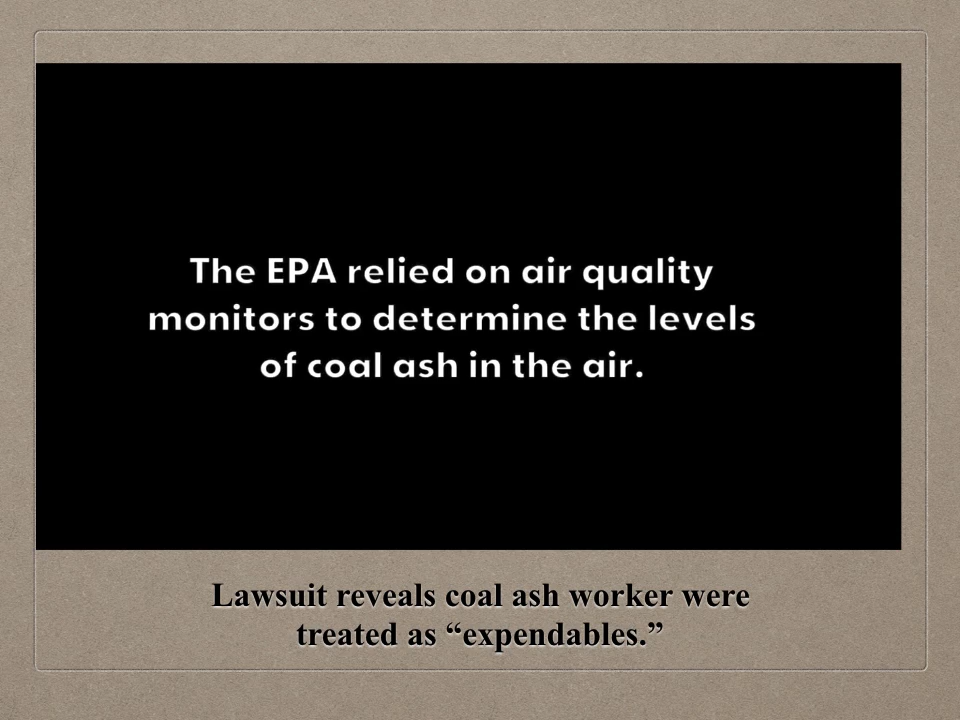 The EPA relied on air quality
monitors to determine the levels
of coal ash in the air.
Lawsuit reveals coal ash worker were
treated as “expendables.”